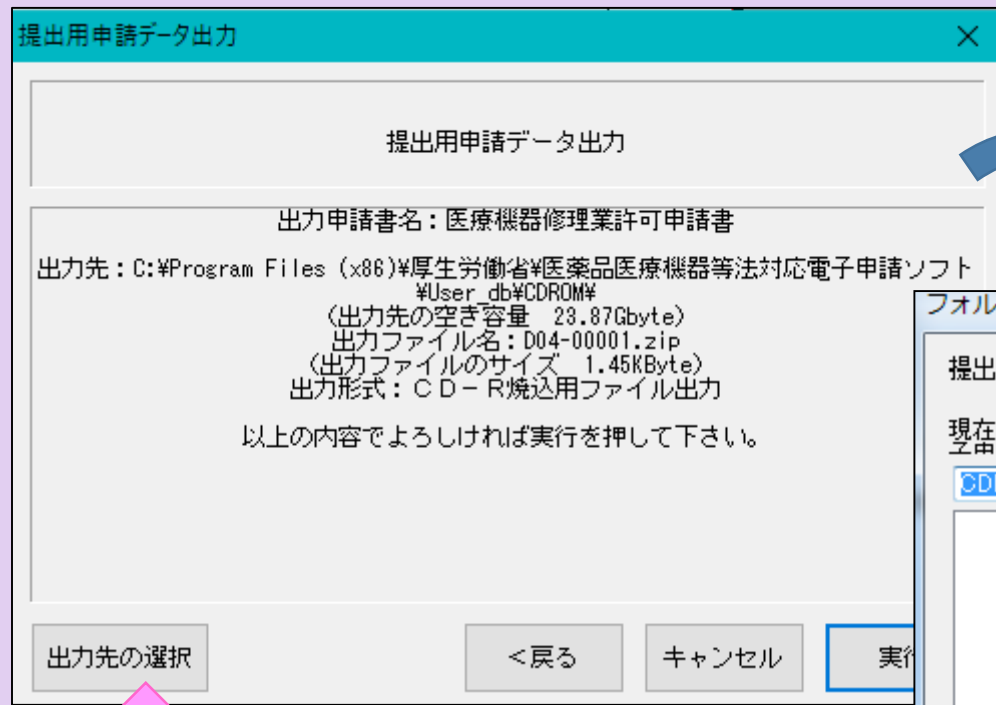 提出用申請データ出力
提出用申請データ出力
出力申請書名：医療機器修理業許可申請書
出力先：C:¥Program Files (x86)¥厚生労働省¥医薬品医療機器等法対応電子申請ソフト
¥User_db¥CDROM¥
(出力先の空き容量　23.87Gbyte)
出力ファイル名：D04-00001.zip
(出力ファイルのサイズ　1.45KByte)
出力形式：ＣＤ－Ｒ焼込用ファイル出力
以上の内容でよろしければ実行を押して下さい。
フォル
提出
現在
出力先の選択
<戻る
キャンセル
実行